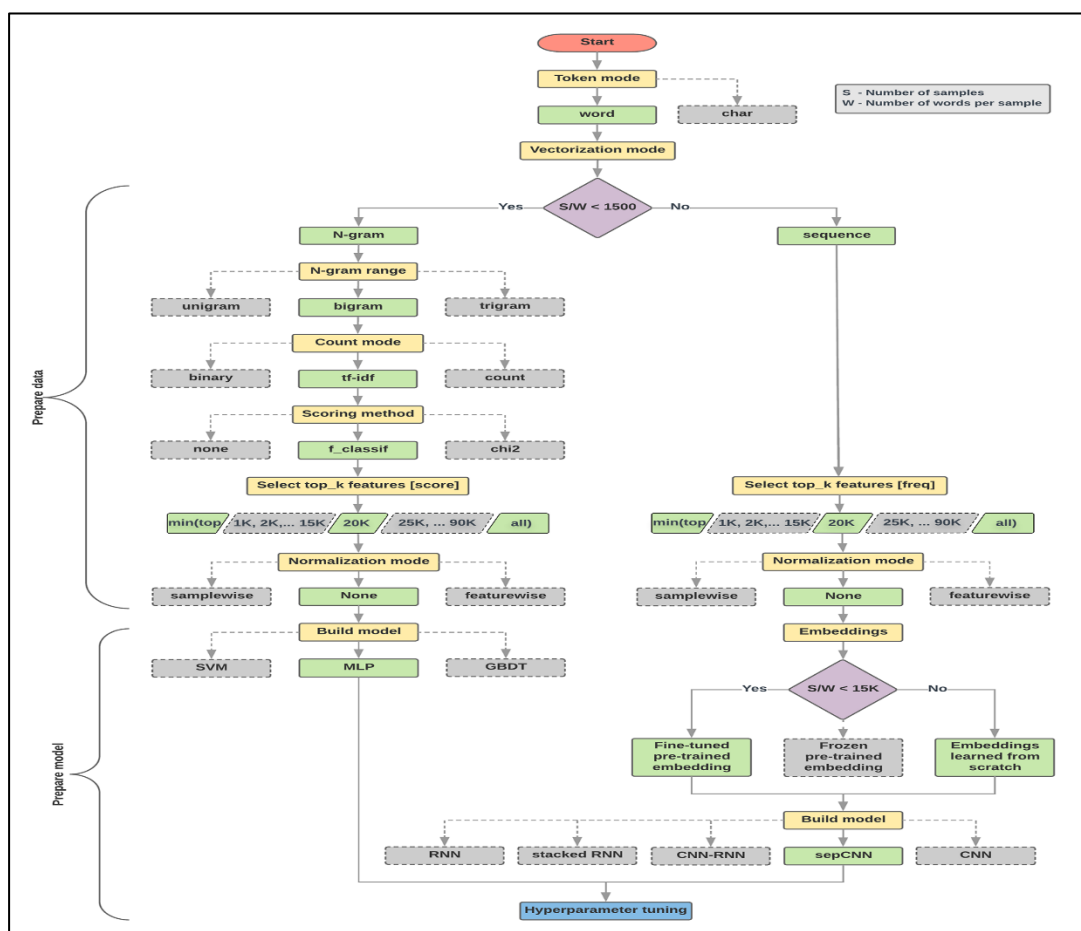 Start
Token mode
S - Number of samples
W - Number of words per sample
word
char
Vectorization mode
Yes
S/W < 1500
No
N-gram
sequence
N-gram range
unigram
bigram
trigram
Count mode
binary
tf-idf
count
Scoring method
none
f_classif
chi2
Select top_k features [score]
Select top_k features [freq]
min(top
1K, 2K,... 15K
20K
25K, ... 90K
all)
min(top
1K, 2K,... 15K
20K
25K, ... 90K
all)
Normalization mode
Normalization mode
samplewise
None
featurewise
samplewise
None
featurewise
Prepare data
Build model
Embeddings
SVM
MLP
GBDT
Yes
S/W < 15K
No
Fine-tuned
pre-trained
embedding
Frozen
pre-trained
embedding
Embeddings
learned from
scratch
Prepare model
Build model
RNN
stacked RNN
CNN-RNN
sepCNN
CNN
Hyperparameter tuning